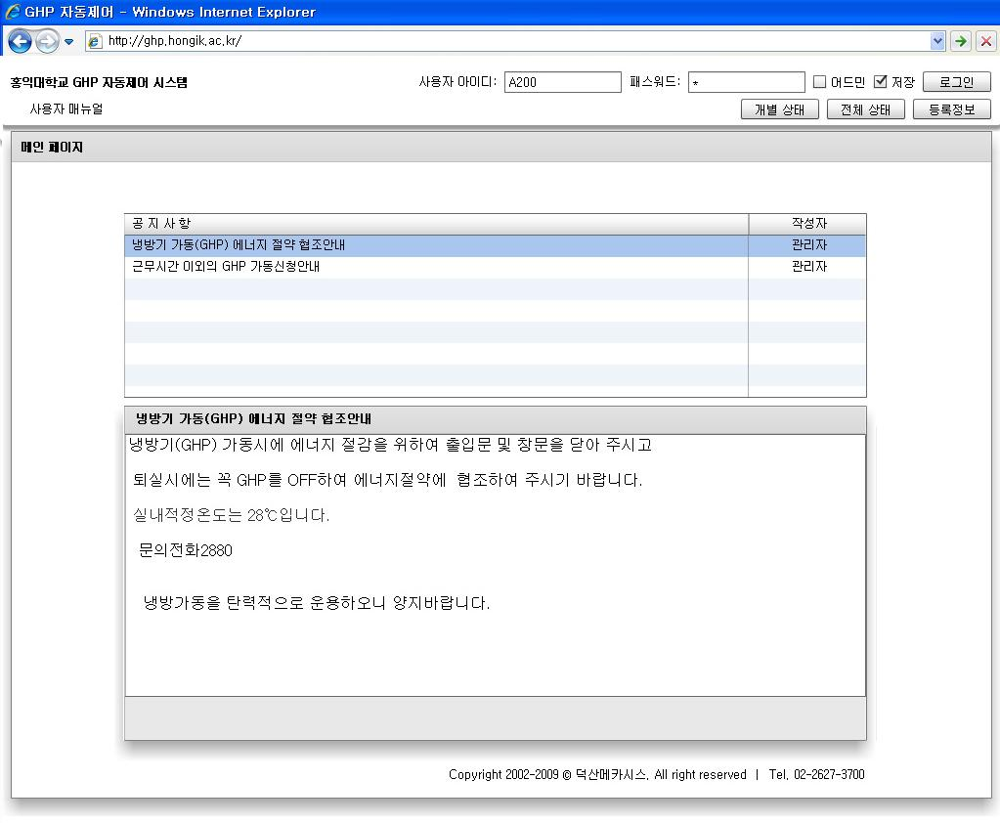 GHP 자동제어 - Windows Internet Explorer
http://ghp.hongik.ac.kr/
홍익대학교 GHP 자동제어 시스템 사용자 아이디: A200 패스워드: * 어드민 저장 로그인
사용자 매뉴얼 개별 상태 전체 상태 등록정보
메인 페이지
공 지 사 항 작성자
냉방기 가동(GHP) 에너지 절약 협조안내 관리자
근무시간 이외의 GHP 가동신청안내 관리자
냉방기 가동(GHP) 에너지 절약 협조안내
냉방기(GHP) 가동시에 에너지 절감을 위하여 출입문 및 창문을 닫아 주시고
퇴실시에는 꼭 GHP를 OFF하여 에너지절약에 협조하여 주시기 바랍니다.
실내적정온도는 28℃입니다.
문의전화2880
냉방가동을 탄력적으로 운용하오니 양지바랍니다.
Copyright 2002-2009 © 덕산메카시스, All right reserved | Tel. 02-2627-3700